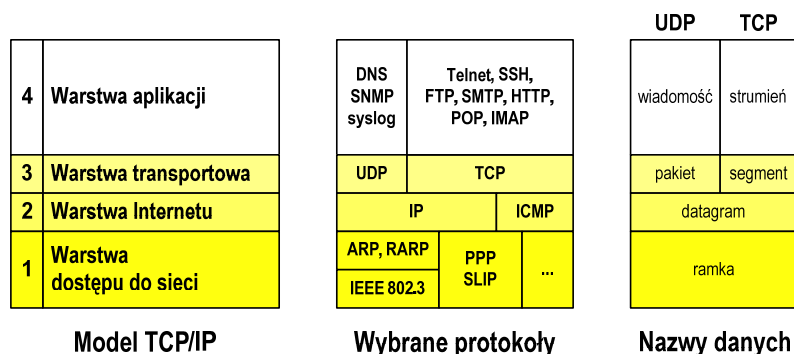 UDP TCP
4 Warstwa aplikacji
DNS
SNMP
syslog
Telnet, SSH,
FTP, SMTP, HTTP,
POP, IMAP
wiadomość strumień
3 Warstwa transportowa
UDP TCP
pakiet segment
2 Warstwa Internetu
IP ICMP
datagram
1 Warstwa
dostępu do sieci
ARP, RARP
IEEE 802.3
PPP
SLIP
...
ramka
Model TCP/IP
Wybrane protokoły
Nazwy danych